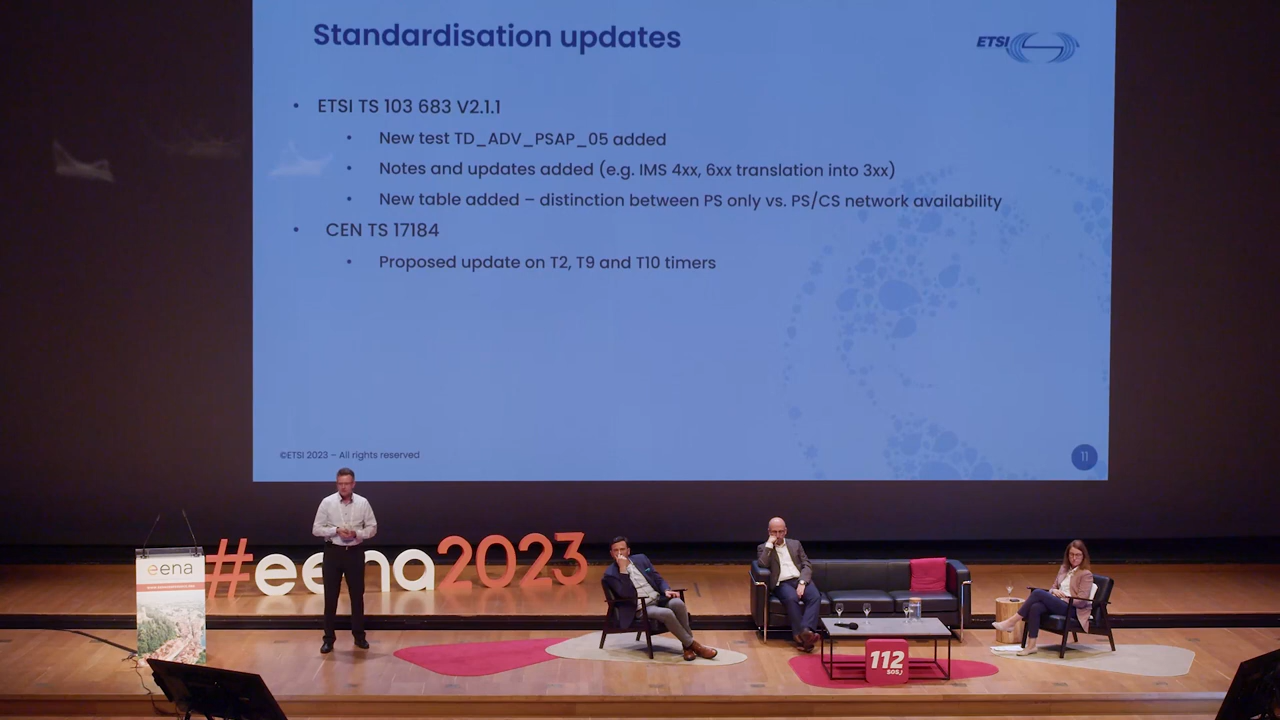 Standardisation updates
ETSI
• ETSI TS 103 683 V2.1.1
• New test TD_ADV_PSAP_05 added
• Notes and updates added (e.g. IMS 4xx, 6xx translation into 3xx)
• New table added – distinction between PS only vs. PS/CS network availability
• CEN TS 17184
• Proposed update on T2, T9 and T10 timers
©ETSI 2023 – All rights reserved
11
eena
#eena2023
112
SOS